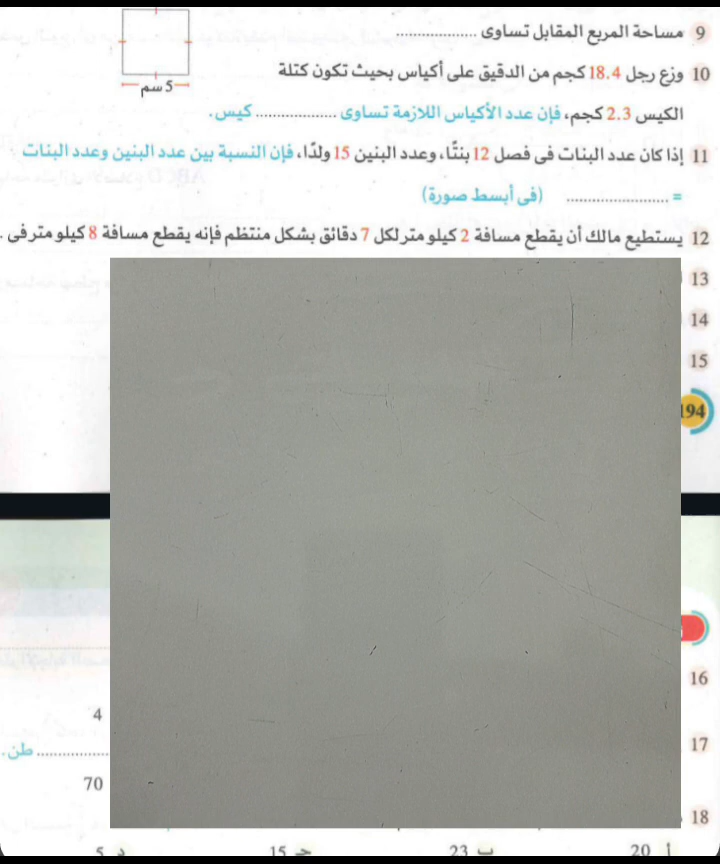 9 مساحة المربع المقابل تساوى ....................
5 سم
10 وزع رجل 18.4 كجم من الدقيق على أكياس بحيث تكون كتلة
الكيس 2.3 كجم، فإن عدد الأكياس اللازمة تساوى .................... كيس.
11 إذا كان عدد البنات فى فصل 12 بنتًا، وعدد البنين 15 ولدًا، فإن النسبة بين عدد البنين وعدد البنات
= ......................... (فى أبسط صورة)
12 يستطيع مالك أن يقطع مسافة 2 كيلو متر لكل 7 دقائق بشكل منتظم فإنه يقطع مسافة 8 كيلو متر فى .
13
14
15
194
16
4
17
.................. طن.
70
18
أ 20 ب 23 جـ 15 د 5